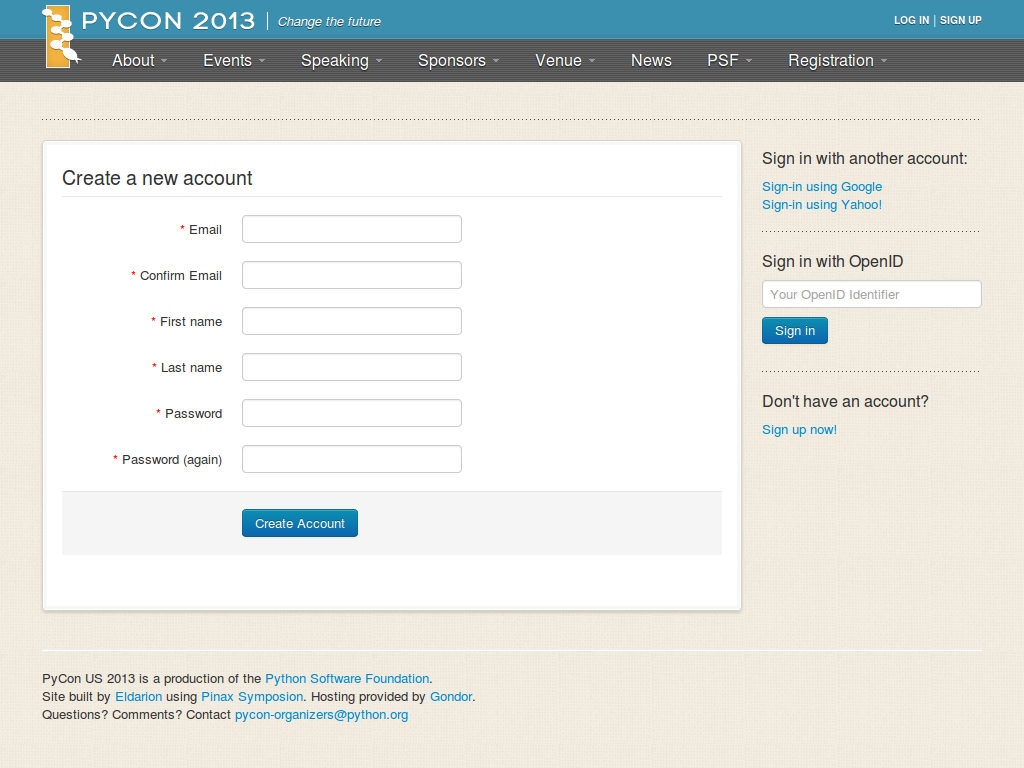 PYCON 2013 | Change the future
LOG IN | SIGN UP
About Events Speaking Sponsors Venue News PSF Registration
Create a new account
* Email
* Confirm Email
* First name
* Last name
* Password
* Password (again)
Create Account
Sign in with another account:
Sign-in using Google
Sign-in using Yahoo!
Sign in with OpenID
Your OpenID Identifier
Sign in
Don't have an account?
Sign up now!
PyCon US 2013 is a production of the Python Software Foundation.
Site built by Eldarion using Pinax Symposion. Hosting provided by Gondor.
Questions? Comments? Contact pycon-organizers@python.org